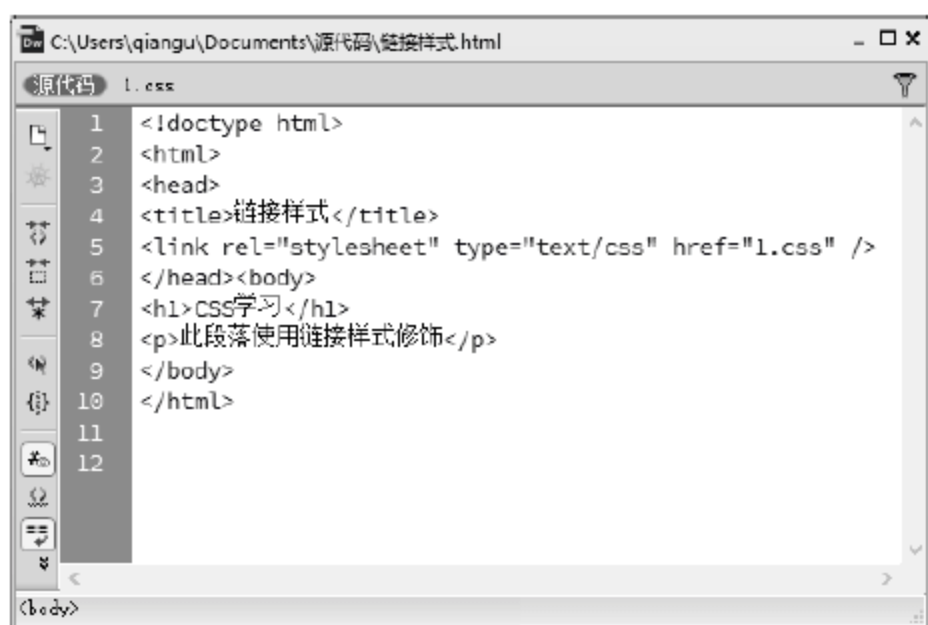 Dw C:\Users\qiangu\Documents\源代码\链接样式.html
源代码 1.css
1 <!doctype html>
2 <html>
3 <head>
4 <title>链接样式</title>
5 <link rel="stylesheet" type="text/css" href="1.css" />
6 </head><body>
7 <h1>CSS学习</h1>
8 <p>此段落使用链接样式修饰</p>
9 </body>
10 </html>
11
12
<body>